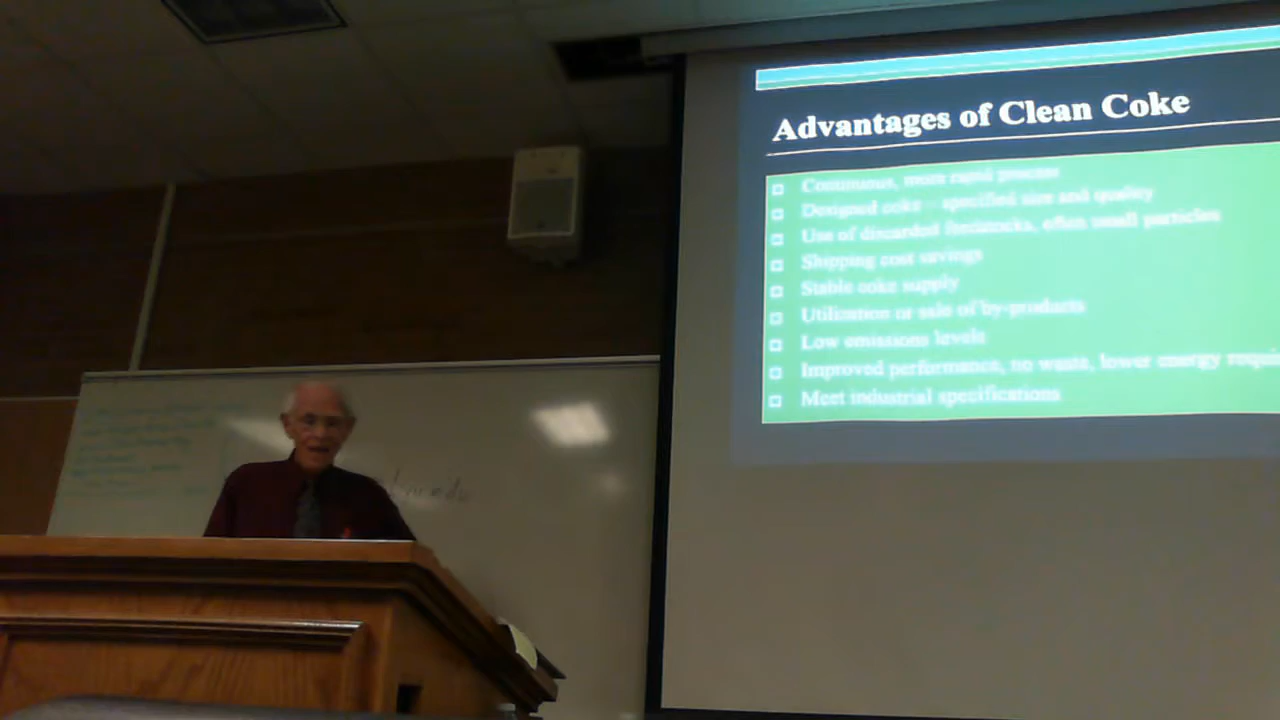 Advantages of Clean Coke
Continuous, more rapid process
Designed coke - specified size and quality
Use of discarded feedstocks, often small particles
Shipping cost savings
Stable coke supply
Utilization or sale of by-products
Low emissions levels
Improved performance, no waste, lower energy requi
Meet industrial specifications